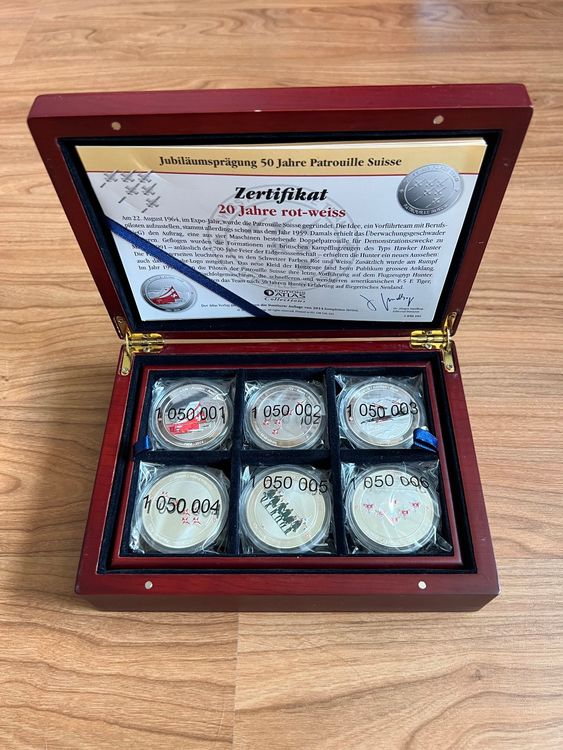 Jubiläumsprägung 50 Jahre Patrouille Suisse
Zertifikat
20 Jahre rot-weiss
Am 22. August 1964, im Expo-Jahr, wurde die Patrouille Suisse gegründet. Die Idee, ein Vorführteam mit Berufs-
piloten aufzustellen, stammt allerdings schon aus dem Jahr 1959. Damals erhielt das Überwachungsgeschwader
den Auftrag, eine aus vier Maschinen bestehende Doppelpatrouille für Demonstrationszwecke zu
Geflogen wurden die Formationen mit britischen Kampfflugzeugen des Typs Hawker Hunter
anlässlich der 700 Jahr-Feier der Eidgenossenschaft – erhielten die Hunter ein neues Aussehen:
leuchteten neu in den Schweizer Farben Rot und Weiss. Zusätzlich wurde am Rumpf
Logo Das neue Kleid der Flugzeuge fand beim Publikum grossen Anklang.
Im Jahr die Piloten der Patrouille Suisse ihre letzte Vorführung auf dem Flugzeugtyp Hunter
amerikanischen F-5 E Tiger,
das Team nach 30 Jahren Hunter-Erfahrung auf fliegerisches Neuland.
ATLAS
Collections
1 050 001
1 050 002
1 050 003
1 050 004
1 050 005
1 050 006